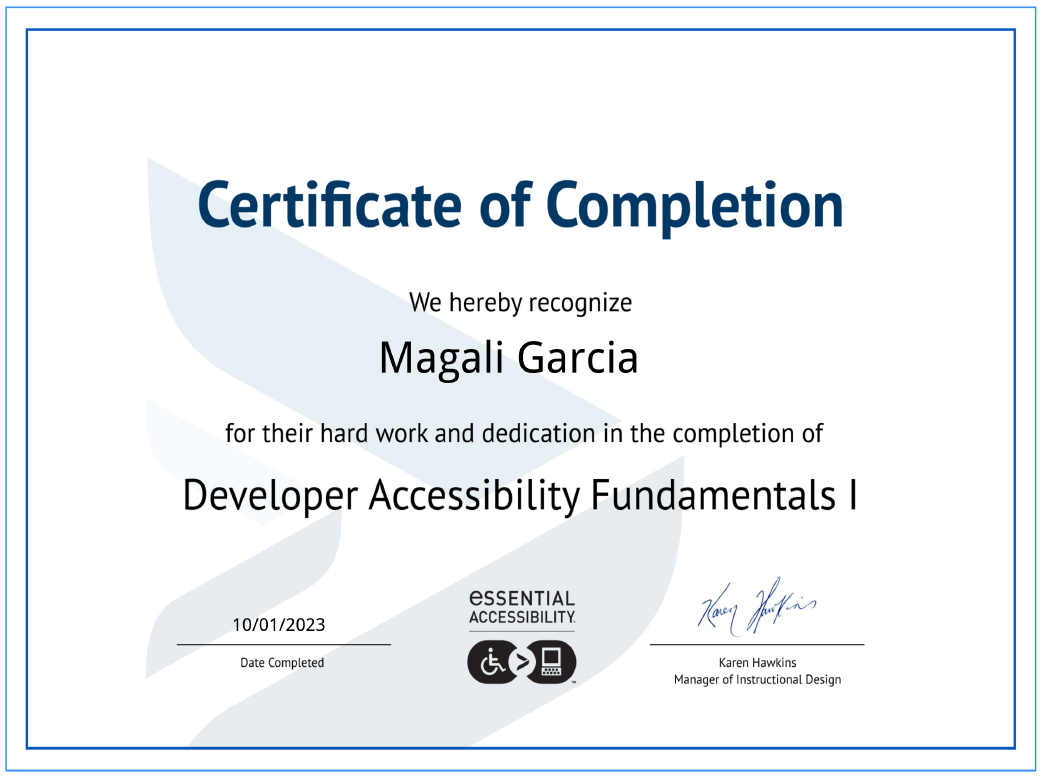 Certificate of Completion
We hereby recognize
Magali Garcia
for their hard work and dedication in the completion of
Developer Accessibility Fundamentals I
10/01/2023
Date Completed
eSSENTIAL
ACCESSIBILITY.
Karen Hawkins
Karen Hawkins
Manager of Instructional Design